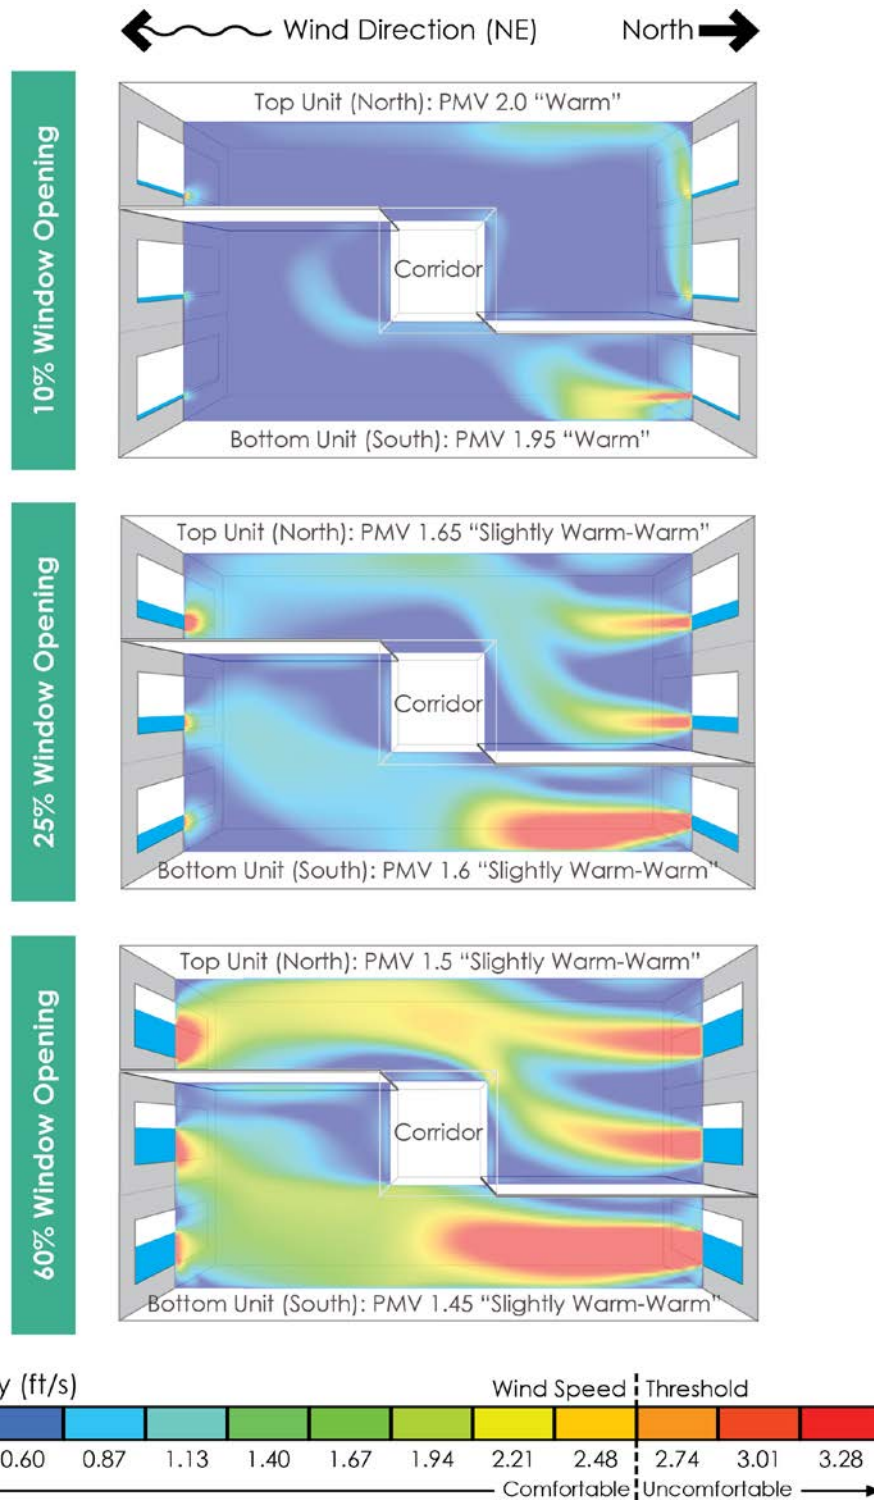 Wind Direction (NE) North
10% Window Opening
Top Unit (North): PMV 2.0 “Warm”
Corridor
Bottom Unit (South): PMV 1.95 “Warm”
25% Window Opening
Top Unit (North): PMV 1.65 “Slightly Warm-Warm”
Corridor
Bottom Unit (South): PMV 1.6 “Slightly Warm-Warm”
60% Window Opening
Top Unit (North): PMV 1.5 “Slightly Warm-Warm”
Corridor
Bottom Unit (South): PMV 1.45 “Slightly Warm-Warm”
y (ft/s) Wind Speed Threshold
0.60 0.87 1.13 1.40 1.67 1.94 2.21 2.48 2.74 3.01 3.28
Comfortable Uncomfortable